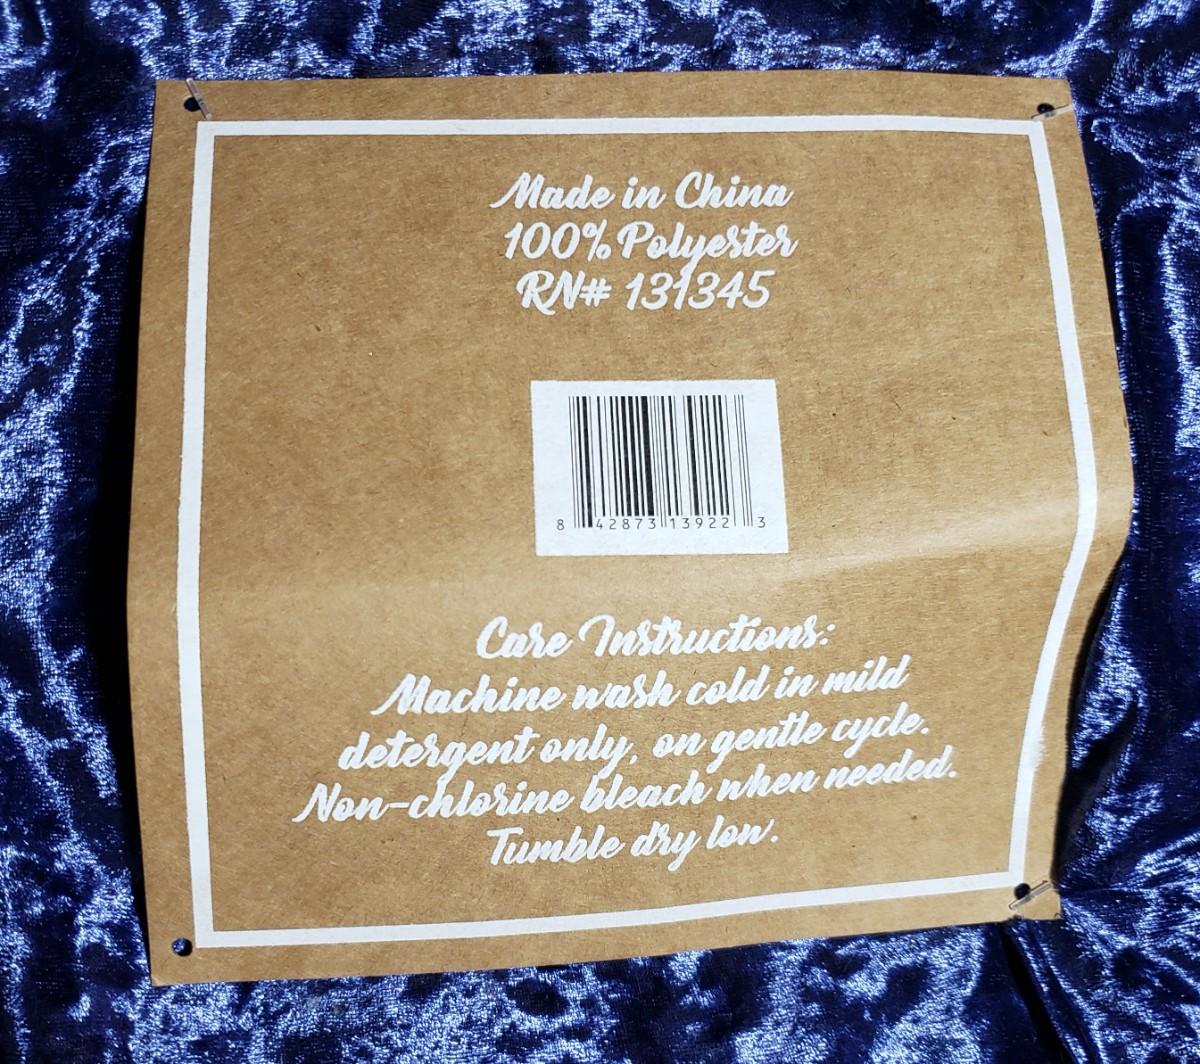 Made in China
100% Polyester
RN# 131345
8 42873 13922 3
Care Instructions:
Machine wash cold in mild
detergent only, on gentle cycle.
Non-chlorine bleach when needed.
Tumble dry low.